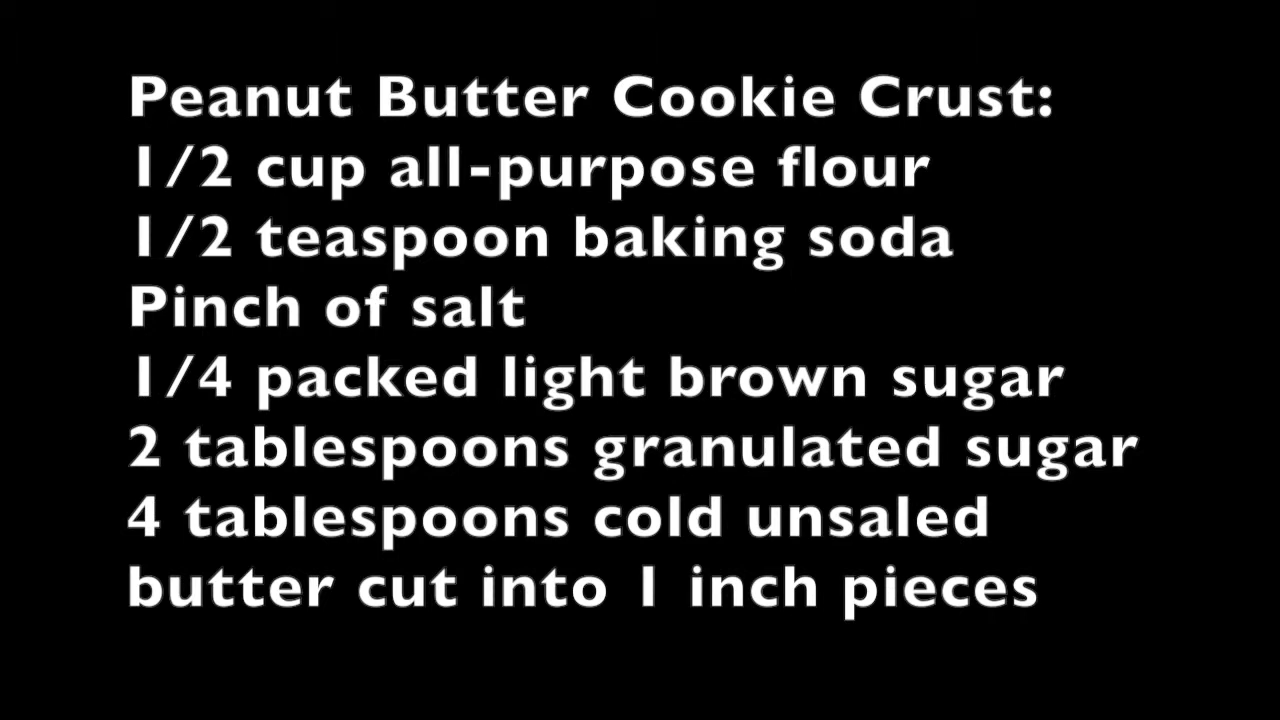 Peanut Butter Cookie Crust:
1/2 cup all-purpose flour
1/2 teaspoon baking soda
Pinch of salt
1/4 packed light brown sugar
2 tablespoons granulated sugar
4 tablespoons cold unsaled
butter cut into 1 inch pieces